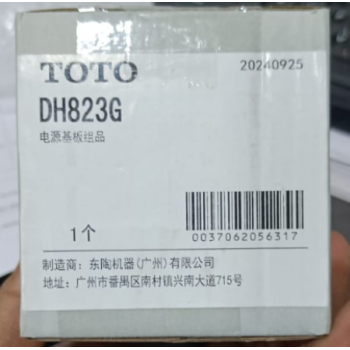 TOTO 20240925
DH823G
电源基板组品
1个
0037062056317
制造商：东陶机器(广州)有限公司
地址：广州市番禺区南村镇兴南大道715号